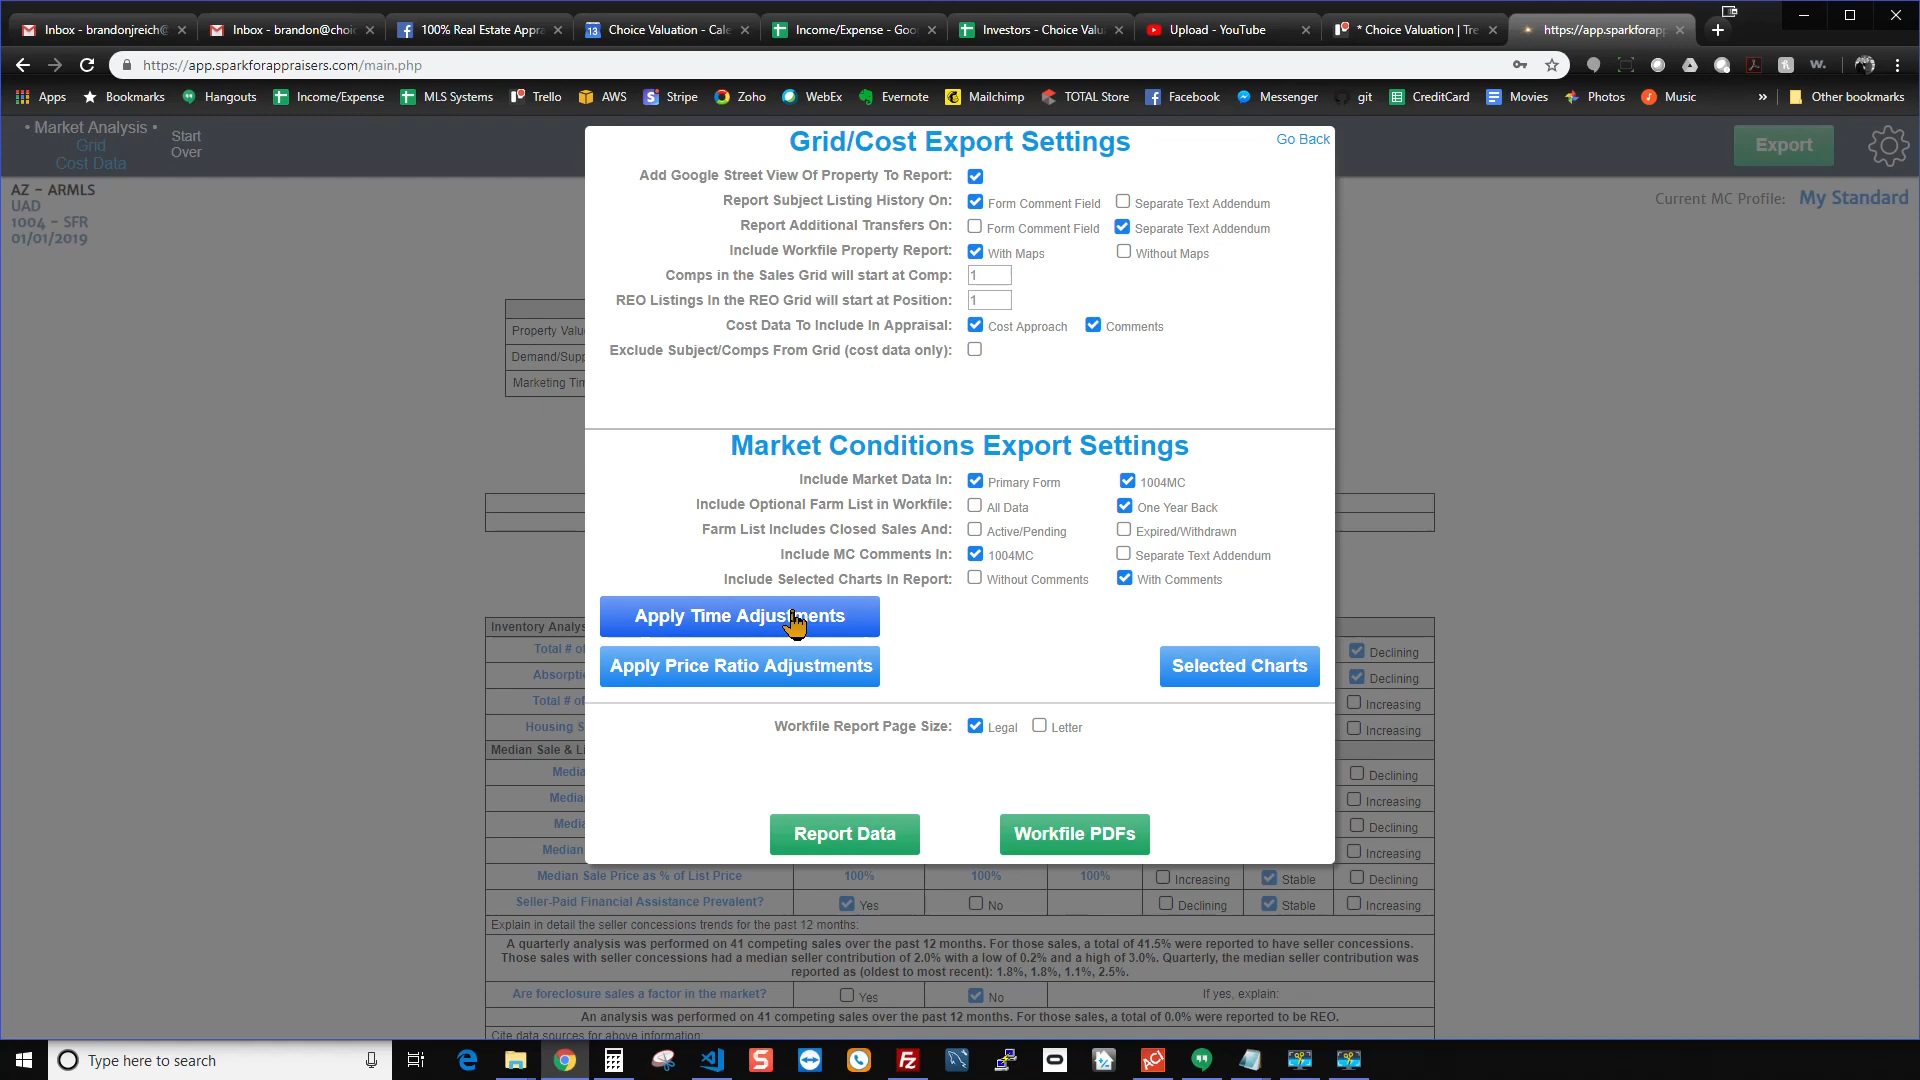 Inbox - brandonjreich@
Inbox - brandon@choi
100% Real Estate Appra
Choice Valuation - Cale
Income/Expense - Goo
Investors - Choice Valu
Upload - YouTube
* Choice Valuation | Tre
https://app.sparkforapp
https://app.sparkforappraisers.com/main.php
Apps
Bookmarks
Hangouts
Income/Expense
MLS Systems
Trello
AWS
Stripe
Zoho
WebEx
Evernote
Mailchimp
TOTAL Store
Facebook
Messenger
git
CreditCard
Movies
Photos
Music
»
Other bookmarks
• Market Analysis •
Grid
Cost Data
Start
Over
Export
AZ - ARMLS
UAD
1004 - SFR
01/01/2019
Current MC Profile: My Standard
Grid/Cost Export Settings
Go Back
Add Google Street View Of Property To Report:
Report Subject Listing History On: Form Comment Field Separate Text Addendum
Report Additional Transfers On: Form Comment Field Separate Text Addendum
Include Workfile Property Report: With Maps Without Maps
Comps in the Sales Grid will start at Comp: 1
REO Listings In the REO Grid will start at Position: 1
Cost Data To Include In Appraisal: Cost Approach Comments
Exclude Subject/Comps From Grid (cost data only):
Property Valu
Demand/Supp
Marketing Tim
Market Conditions Export Settings
Include Market Data In: Primary Form 1004MC
Include Optional Farm List in Workfile: All Data One Year Back
Farm List Includes Closed Sales And: Active/Pending Expired/Withdrawn
Include MC Comments In: 1004MC Separate Text Addendum
Include Selected Charts In Report: Without Comments With Comments
Apply Time Adjustments
Apply Price Ratio Adjustments
Selected Charts
Workfile Report Page Size: Legal Letter
Report Data
Workfile PDFs
Inventory Analys
Total # of
Declining
Absorpti
Declining
Total # of
Increasing
Housing S
Increasing
Median Sale & Li
Media
Declining
Media
Increasing
Media
Declining
Median
Increasing
Median Sale Price as % of List Price 100% 100% 100% Increasing Stable Declining
Seller-Paid Financial Assistance Prevalent? Yes No Declining Stable Increasing
Explain in detail the seller concessions trends for the past 12 months:
A quarterly analysis was performed on 41 competing sales over the past 12 months. For those sales, a total of 41.5% were reported to have seller concessions.
Those sales with seller concessions had a median seller contribution of 2.0% with a low of 0.2% and a high of 3.0%. Quarterly, the median seller contribution was
reported as (oldest to most recent): 1.8%, 1.8%, 1.1%, 2.5%.
Are foreclosure sales a factor in the market? Yes No If yes, explain:
An analysis was performed on 41 competing sales over the past 12 months. For those sales, a total of 0.0% were reported to be REO.
Cite data sources for above information:
Type here to search